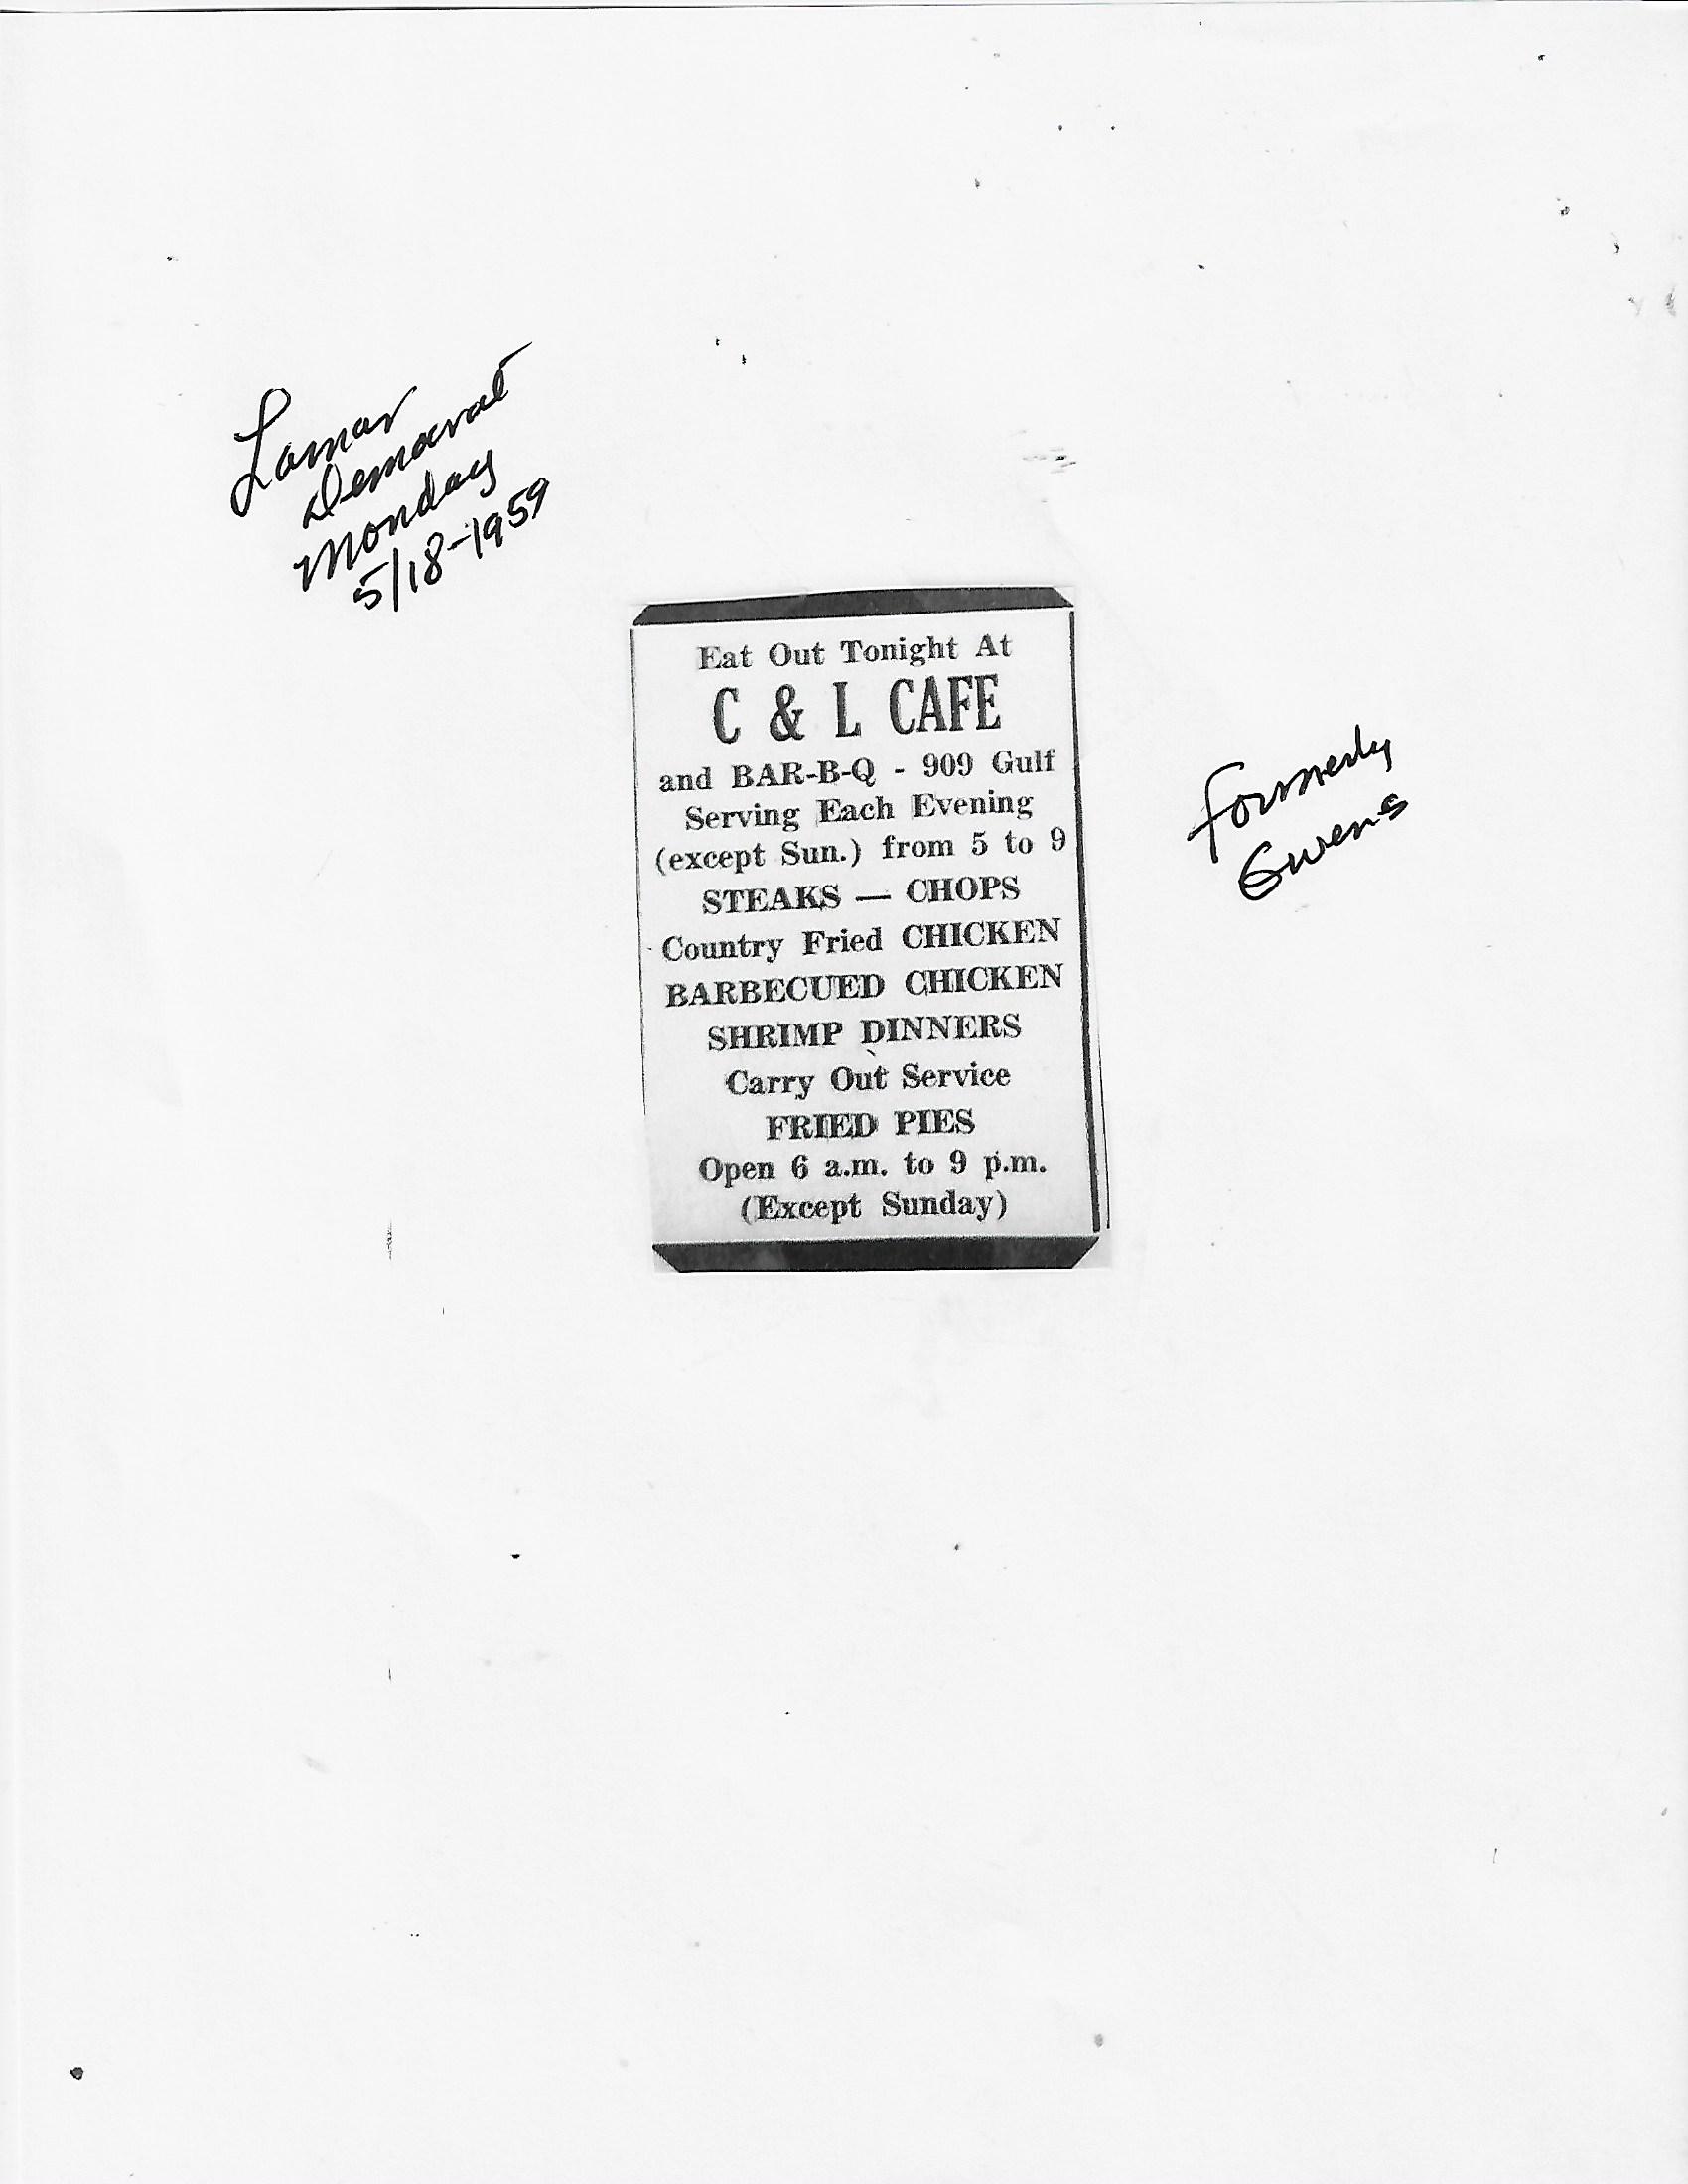 Lamar
Democrat
Monday
5/18-1959
Eat Out Tonight At
C & L CAFE
and BAR-B-Q - 909 Gulf
Serving Each Evening
(except Sun.) from 5 to 9
STEAKS — CHOPS
Country Fried CHICKEN
BARBECUED CHICKEN
SHRIMP DINNERS
Carry Out Service
FRIED PIES
Open 6 a.m. to 9 p.m.
(Except Sunday)
Formerly